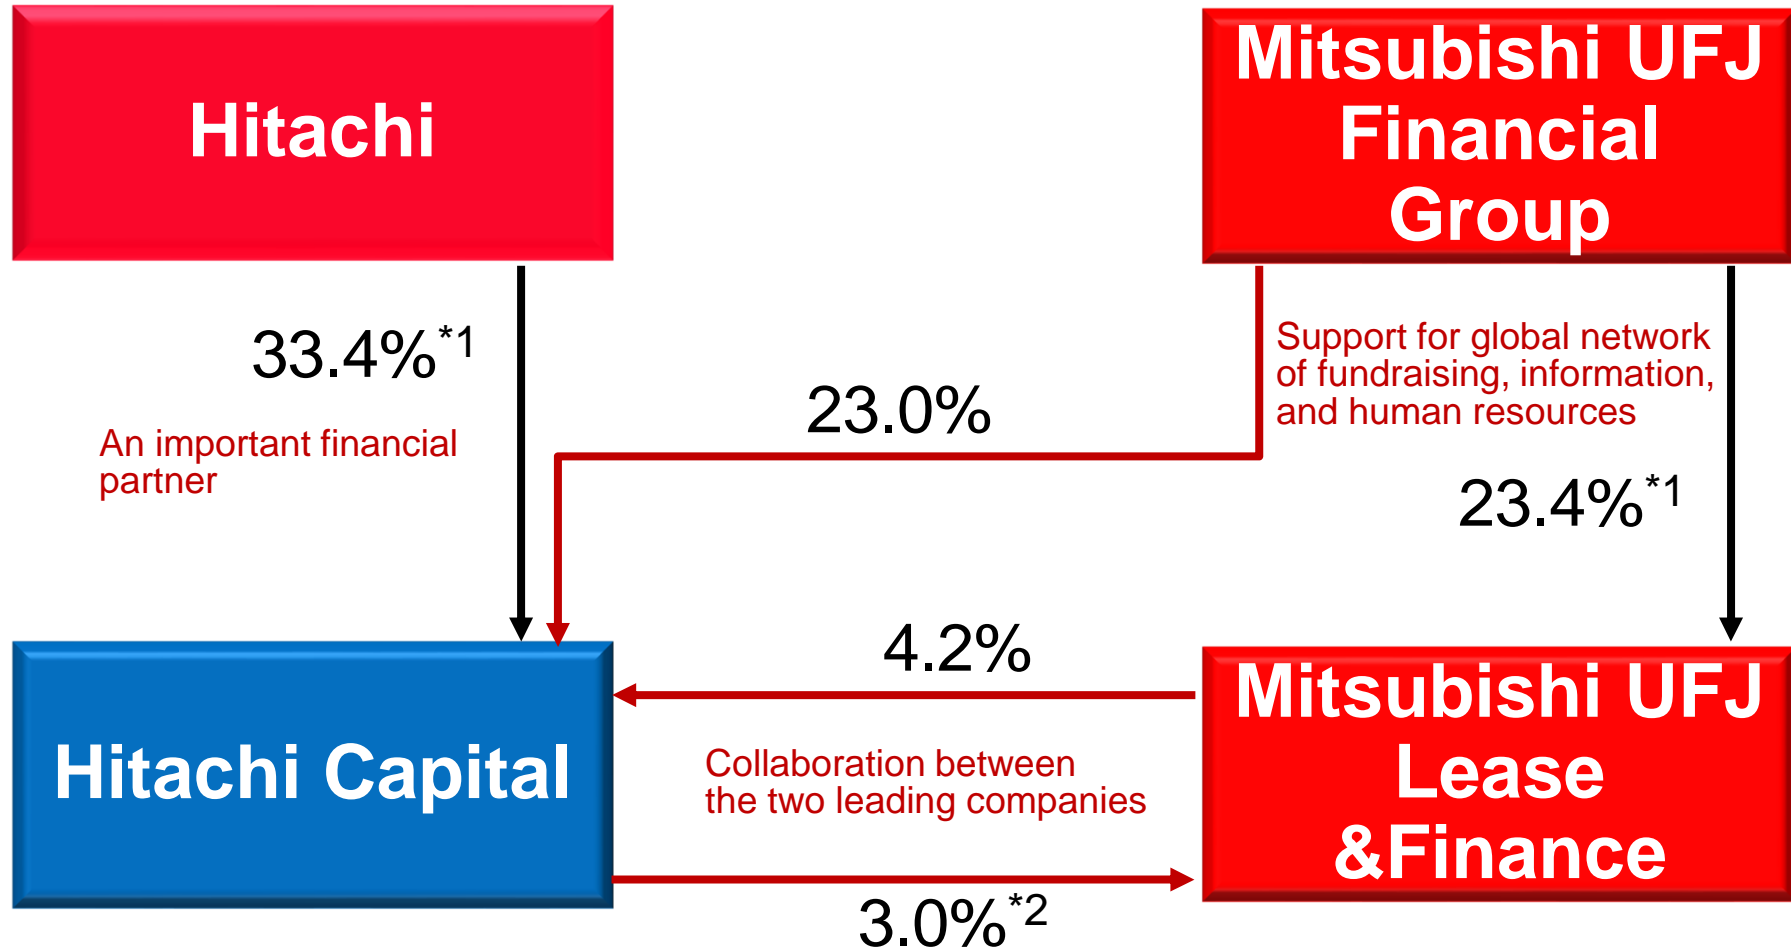 Hitachi
Mitsubishi UFJ
Financial
Group
33.4%*1
An important financial
partner
23.0%
Support for global network
of fundraising, information,
and human resources
23.4%*1
Hitachi Capital
4.2%
Collaboration between
the two leading companies
3.0%*2
Mitsubishi UFJ
Lease
&Finance